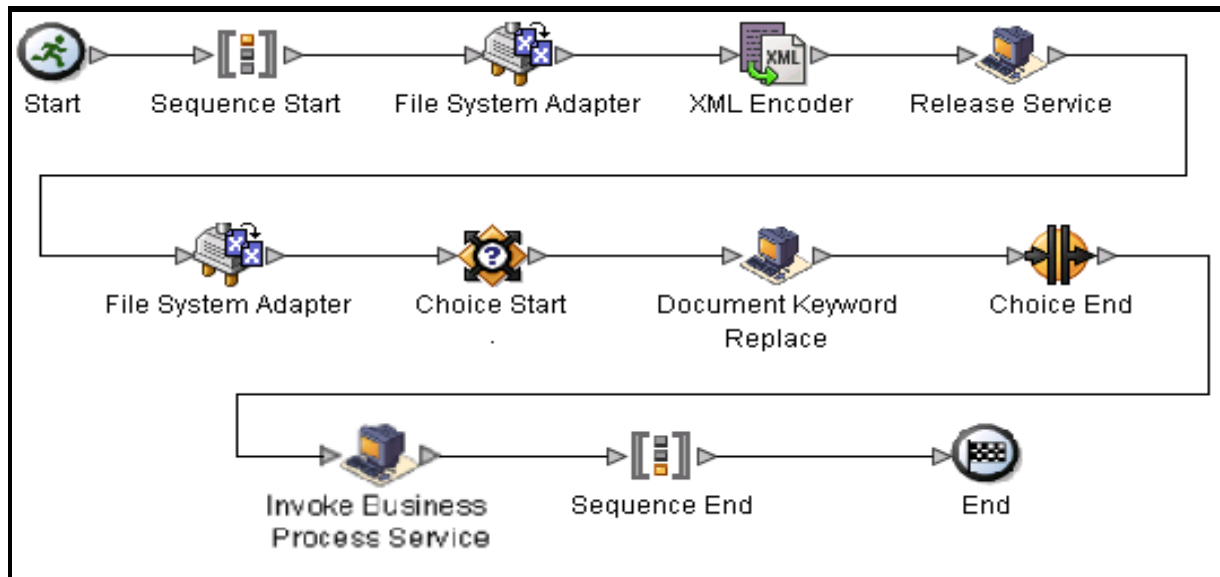 Start
Sequence Start
File System Adapter
XML
XML Encoder
Release Service
File System Adapter
?
Choice Start
Document Keyword
Replace
Choice End
Invoke Business
Process Service
Sequence End
End